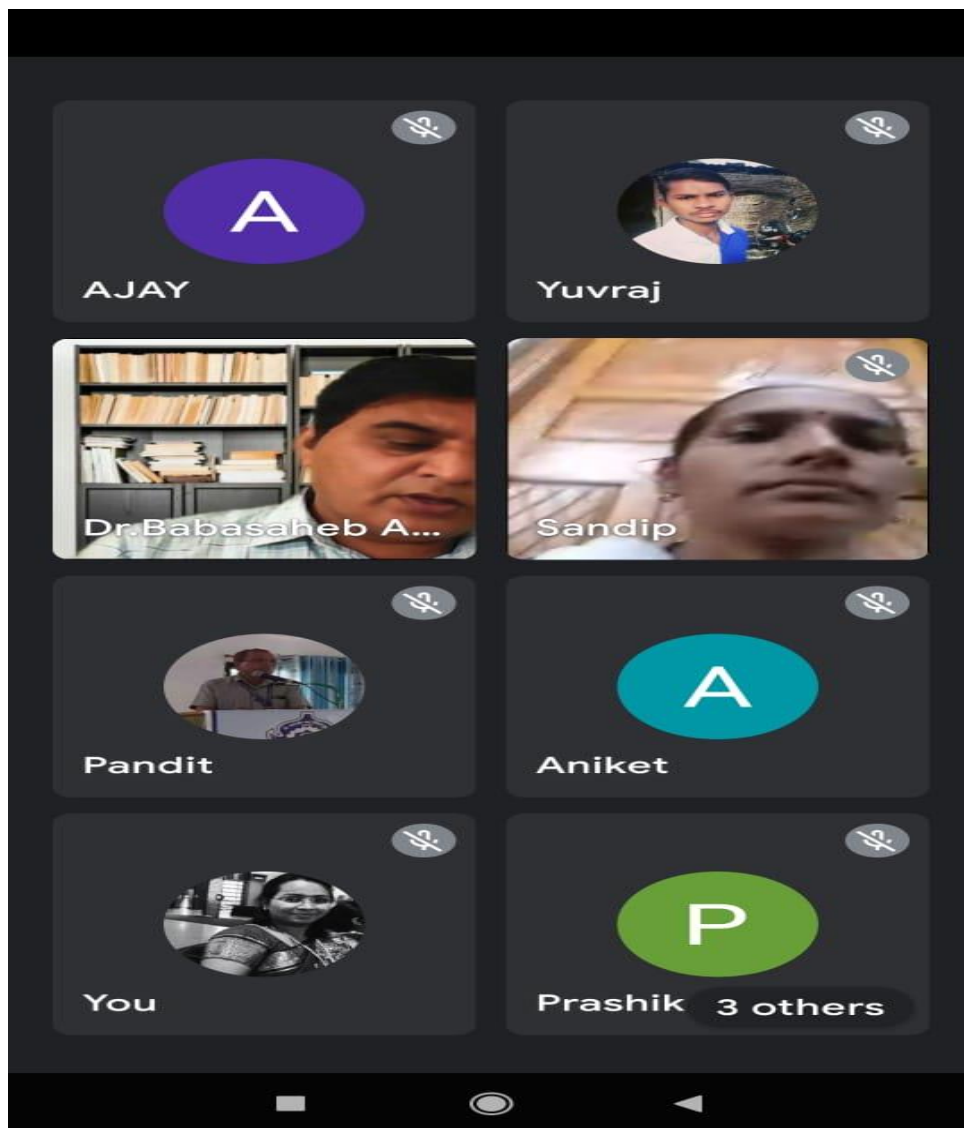 A
AJAY
Yuvraj
Dr.Babasaheb A...
Sandip
Pandit
A
Aniket
You
P
Prashik
3 others